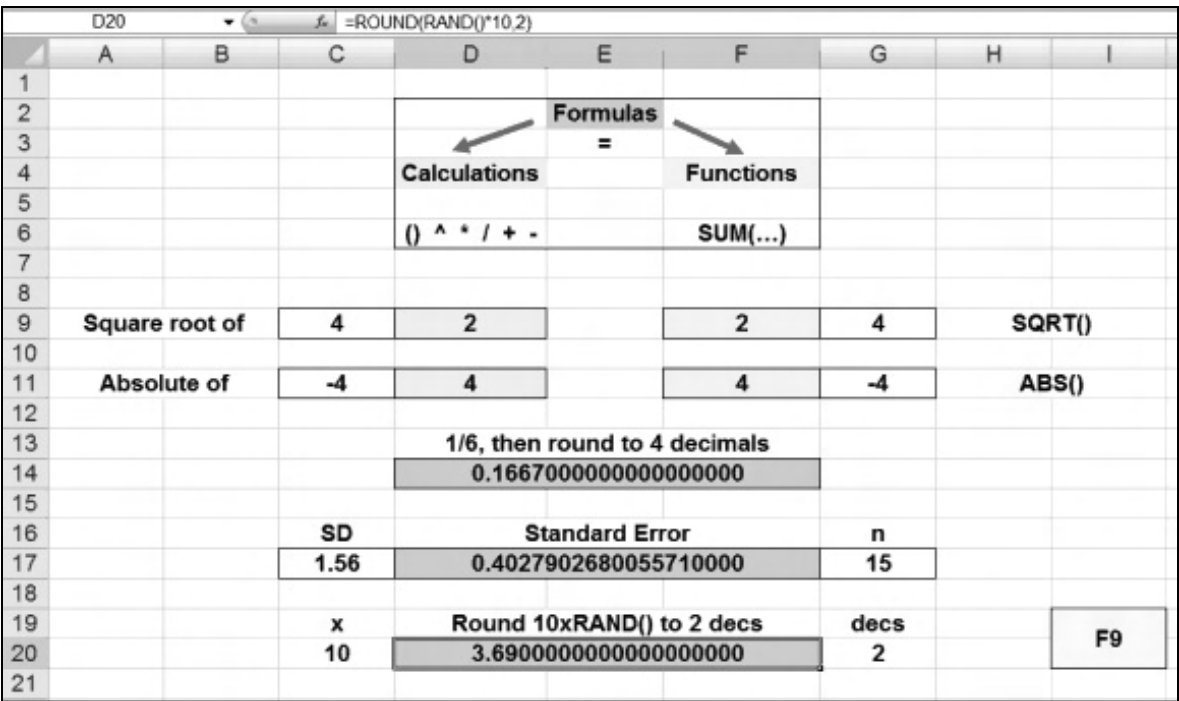 D20 fx =ROUND(RAND()*10,2)
A B C D E F G H I
1
2 Formulas
3 =
4 Calculations Functions
5
6 () ^ * / + - SUM(...)
7
8
9 Square root of 4 2 2 4 SQRT()
10
11 Absolute of -4 4 4 -4 ABS()
12
13 1/6, then round to 4 decimals
14 0.1667000000000000000
15
16 SD Standard Error n
17 1.56 0.4027902680055710000 15
18
19 x Round 10xRAND() to 2 decs decs F9
20 10 3.6900000000000000000 2
21